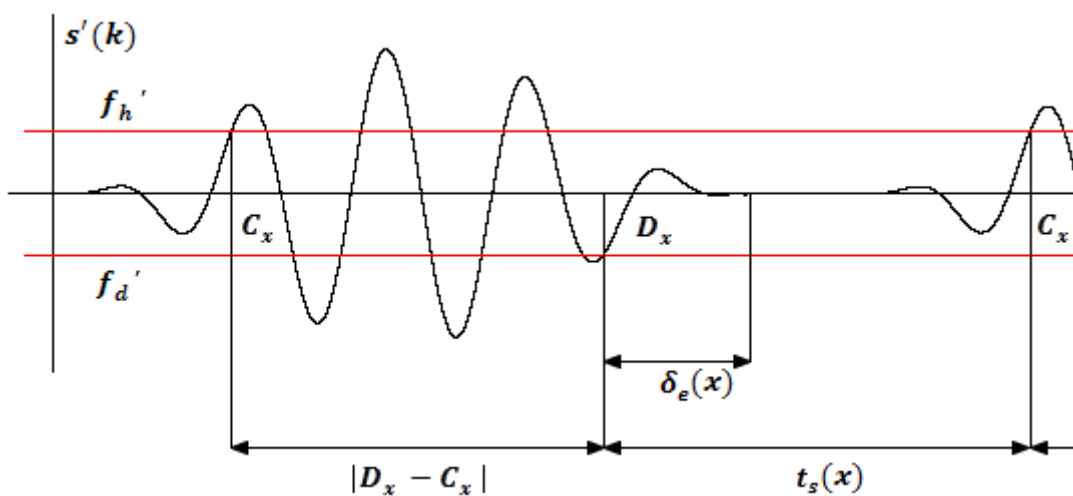 s′(k)
f_h′
C_x
D_x
C_x
f_d′
δ_e(x)
|D_x − C_x|
t_s(x)